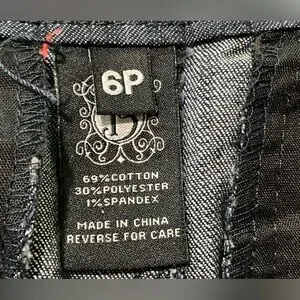 6P
69%COTTON
30%POLYESTER
1%SPANDEX
MADE IN CHINA
REVERSE FOR CARE